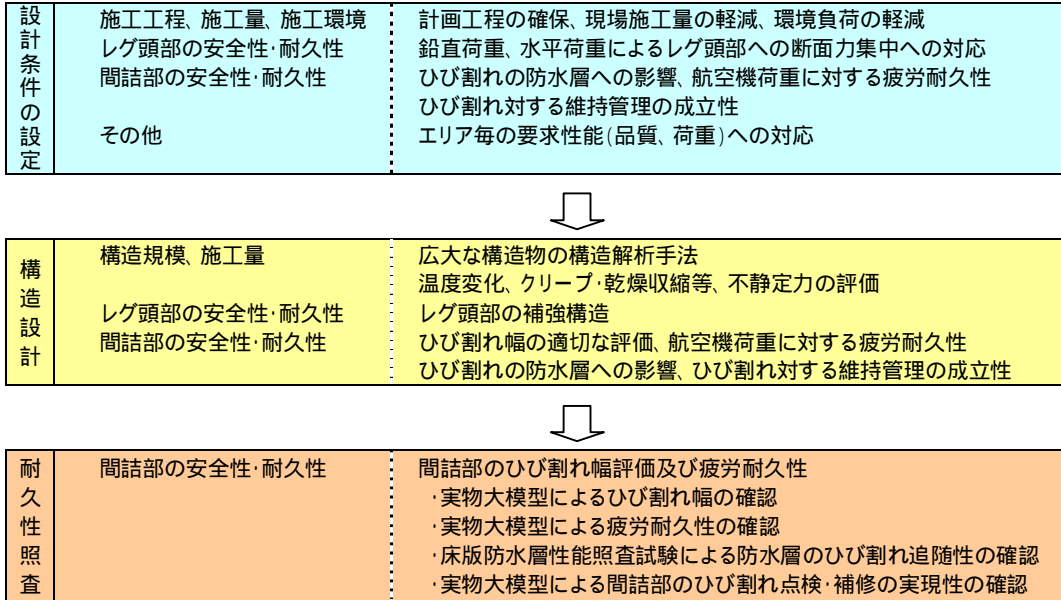 設計条件の設定
施工工程、施工量、施工環境 計画工程の確保、現場施工量の軽減、環境負荷の軽減
レグ頭部の安全性･耐久性 鉛直荷重、水平荷重によるレグ頭部への断面力集中への対応
間詰部の安全性･耐久性 ひび割れの防水層への影響、航空機荷重に対する疲労耐久性
ひび割れ対する維持管理の成立性
その他 エリア毎の要求性能(品質、荷重)への対応
構造設計
構造規模、施工量 広大な構造物の構造解析手法
温度変化、クリープ･乾燥収縮等、不静定力の評価
レグ頭部の安全性･耐久性 レグ頭部の補強構造
間詰部の安全性･耐久性 ひび割れ幅の適切な評価、航空機荷重に対する疲労耐久性
ひび割れの防水層への影響、ひび割れ対する維持管理の成立性
耐久性照査
間詰部の安全性･耐久性 間詰部のひび割れ幅評価及び疲労耐久性
･実物大模型によるひび割れ幅の確認
･実物大模型による疲労耐久性の確認
･床版防水層性能照査試験による防水層のひび割れ追随性の確認
･実物大模型による間詰部のひび割れ点検･補修の実現性の確認